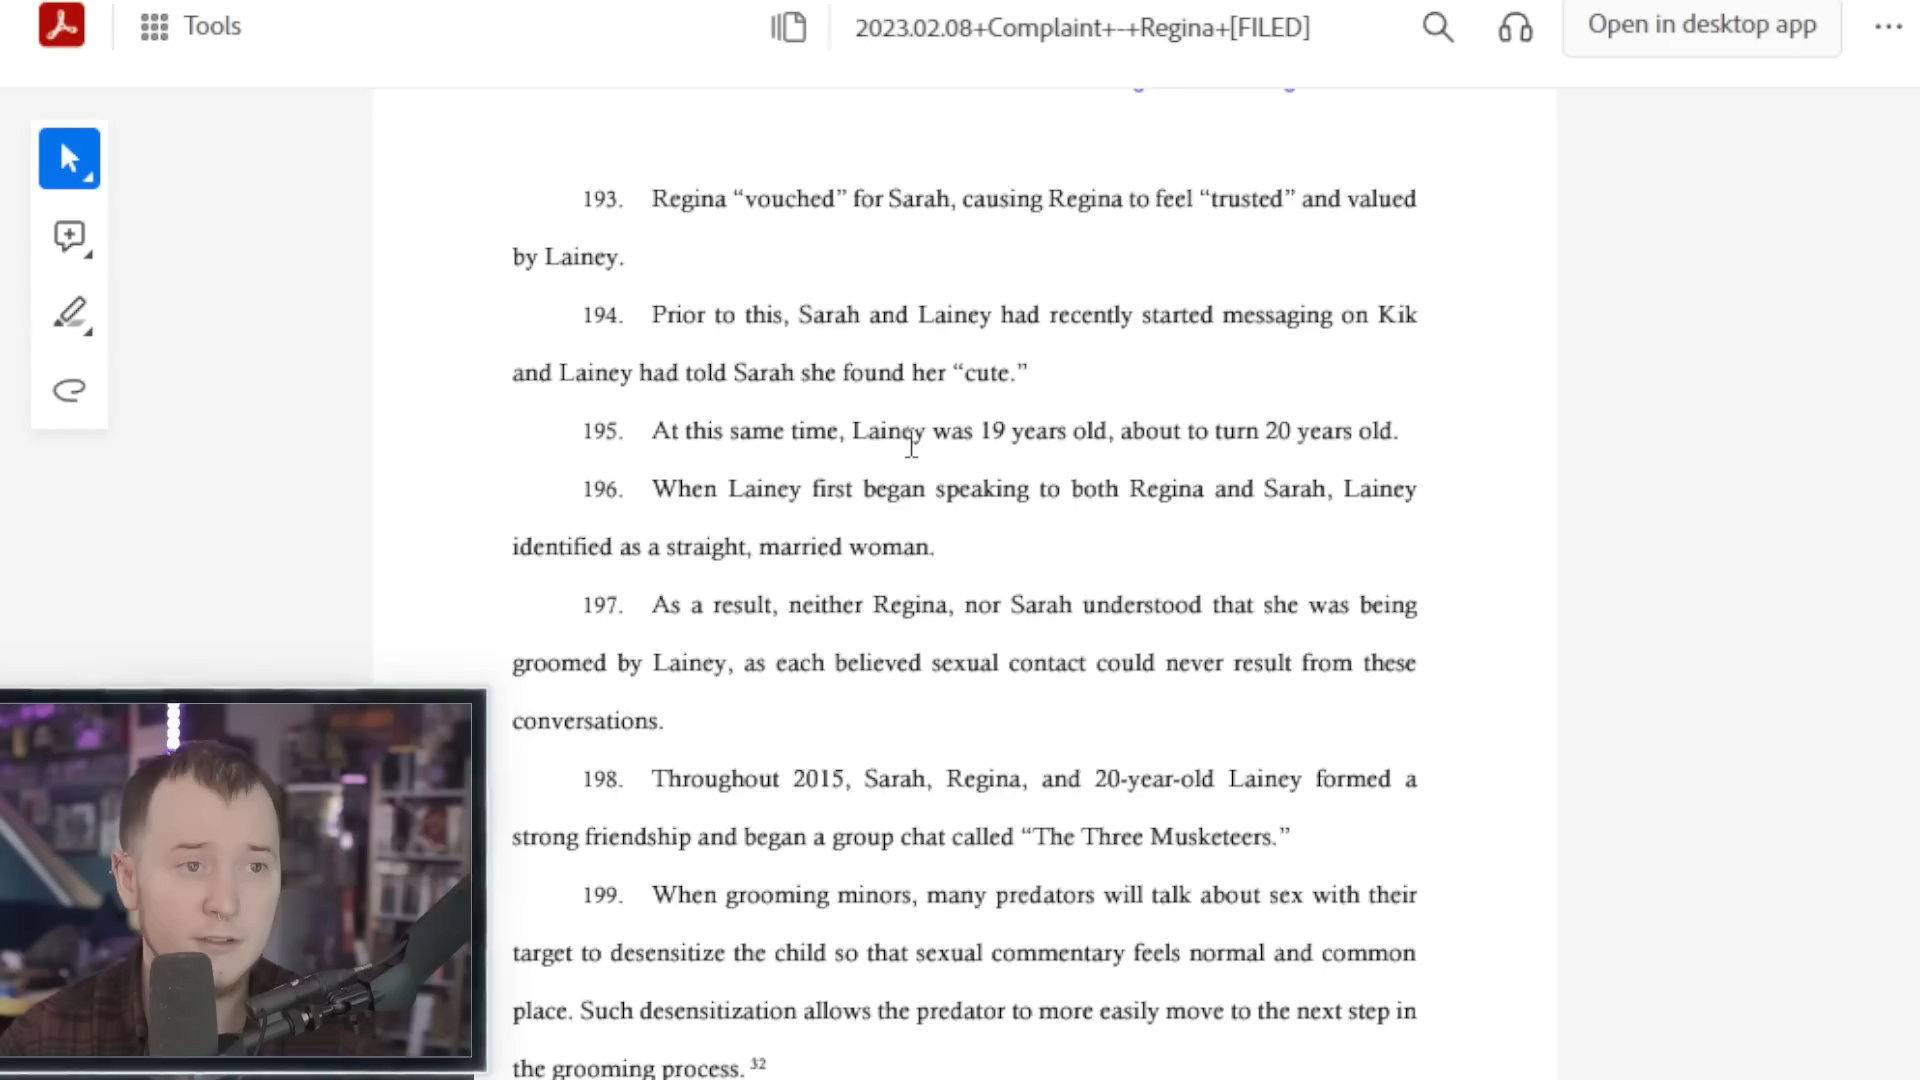 Tools
2023.02.08+Complaint+-+Regina+[FILED]
Open in desktop app
193. Regina “vouched” for Sarah, causing Regina to feel “trusted” and valued
by Lainey.
194. Prior to this, Sarah and Lainey had recently started messaging on Kik
and Lainey had told Sarah she found her “cute.”
195. At this same time, Lainey was 19 years old, about to turn 20 years old.
196. When Lainey first began speaking to both Regina and Sarah, Lainey
identified as a straight, married woman.
197. As a result, neither Regina, nor Sarah understood that she was being
groomed by Lainey, as each believed sexual contact could never result from these
conversations.
198. Throughout 2015, Sarah, Regina, and 20-year-old Lainey formed a
strong friendship and began a group chat called “The Three Musketeers.”
199. When grooming minors, many predators will talk about sex with their
target to desensitize the child so that sexual commentary feels normal and common
place. Such desensitization allows the predator to more easily move to the next step in
the grooming process. 32